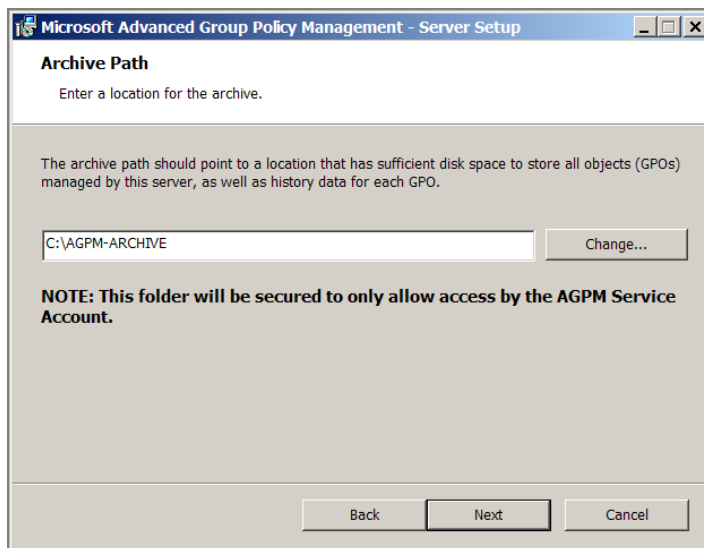 Microsoft Advanced Group Policy Management - Server Setup
Archive Path
Enter a location for the archive.
The archive path should point to a location that has sufficient disk space to store all objects (GPOs)
managed by this server, as well as history data for each GPO.
C:\AGPM-ARCHIVE
Change...
NOTE: This folder will be secured to only allow access by the AGPM Service
Account.
Back Next Cancel